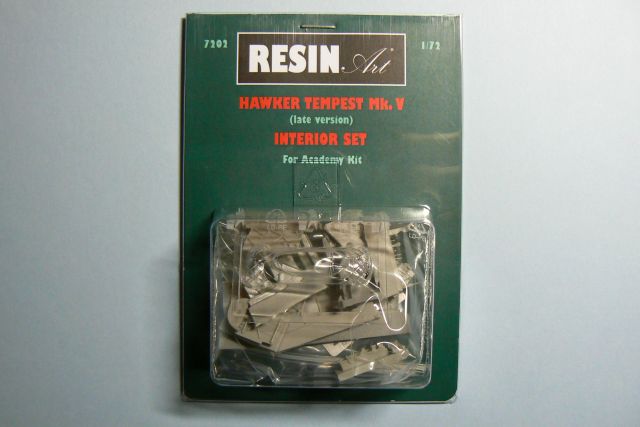 7202
1/72
RESIN Art
HAWKER TEMPEST Mk. V
(late version)
INTERIOR SET
For Academy Kit